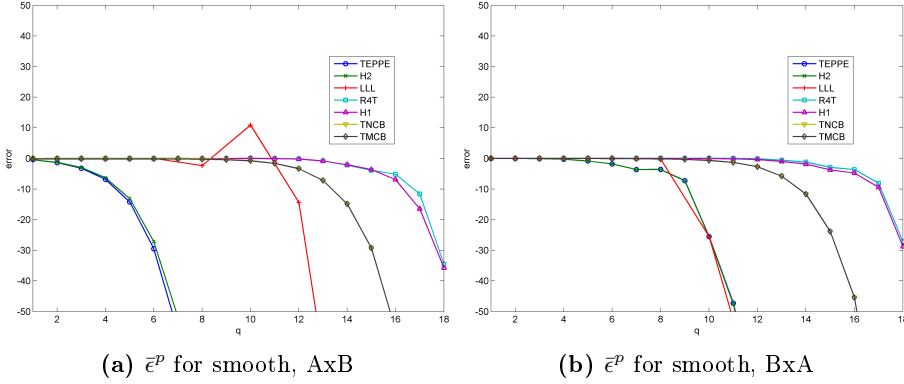 50
40
30
20
10
0
-10
-20
-30
-40
-50
error
2 4 6 8 10 12 14 16 18
q
TEPPE
H2
LLL
R4T
H1
TNCB
TMCB
(a) ε̄^p for smooth, AxB
50
40
30
20
10
0
-10
-20
-30
-40
-50
error
2 4 6 8 10 12 14 16 18
q
TEPPE
H2
LLL
R4T
H1
TNCB
TMCB
(b) ε̄^p for smooth, BxA